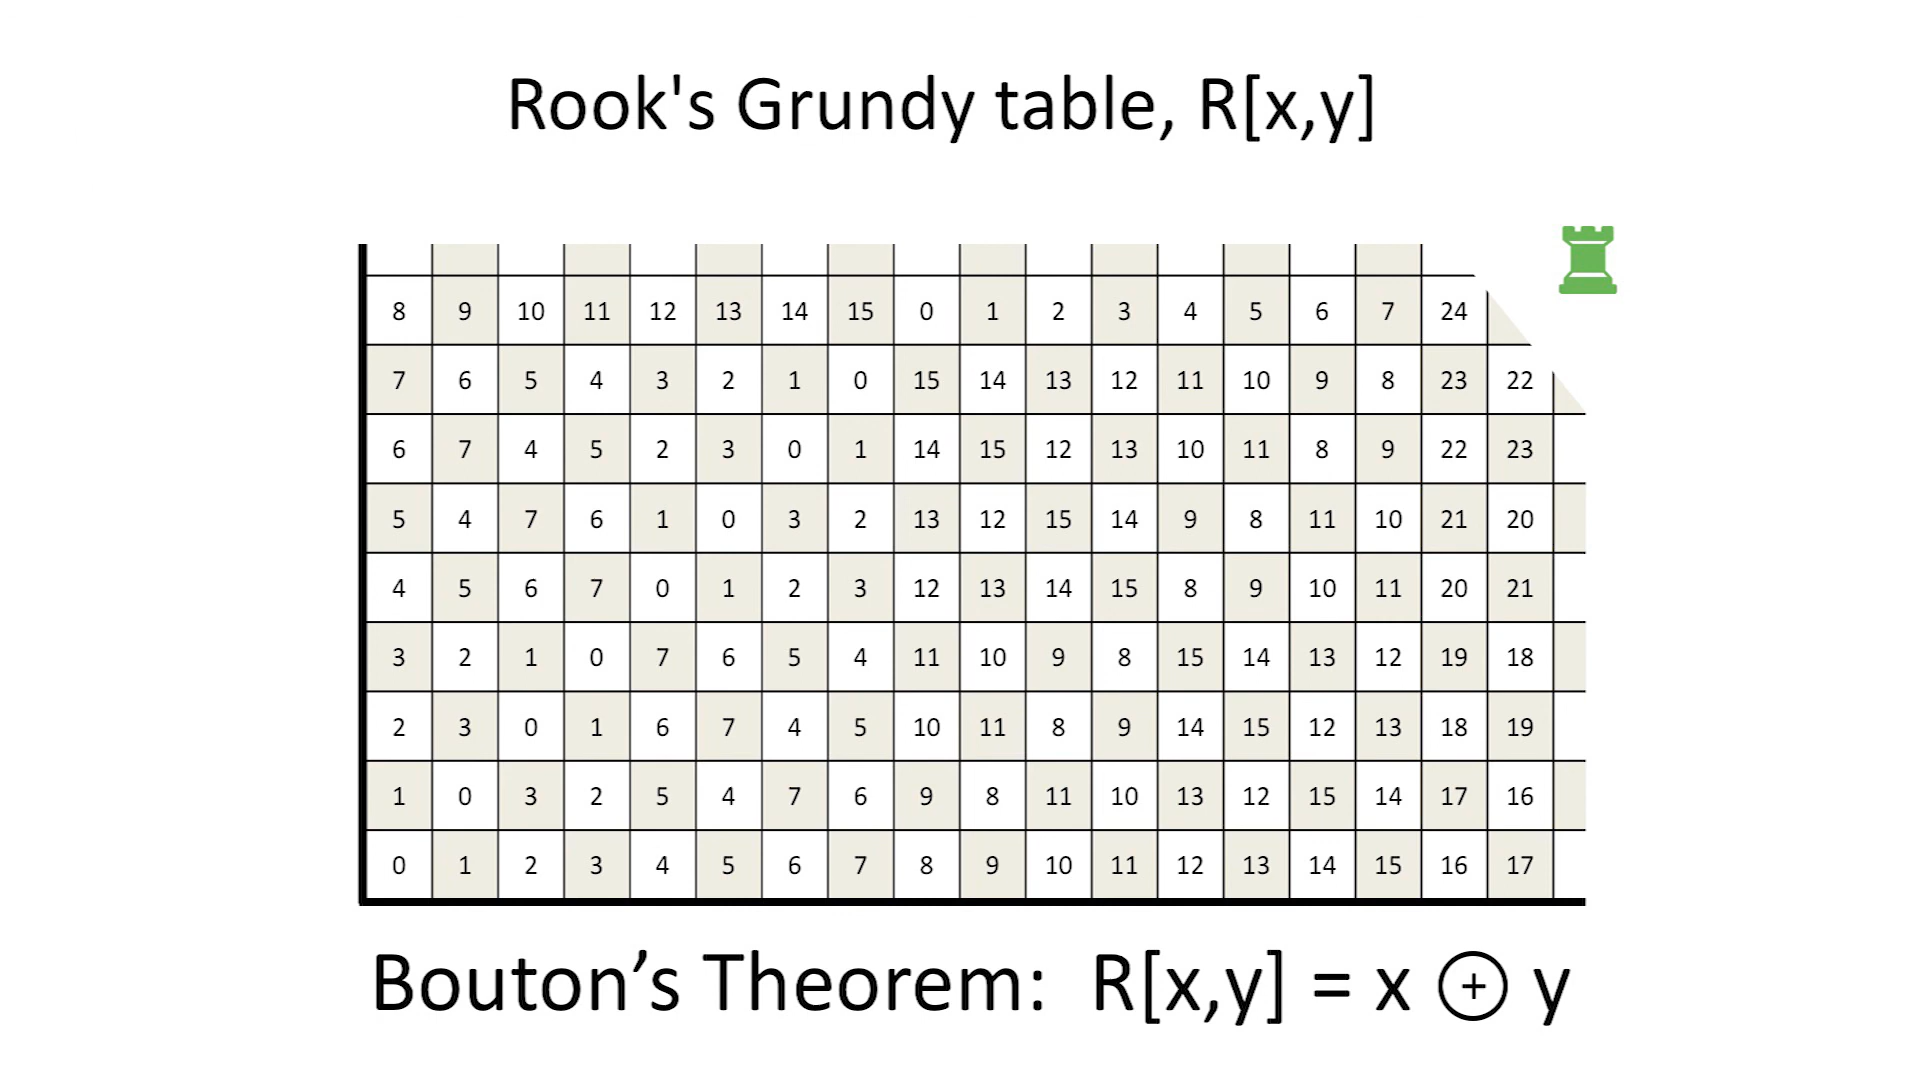 Rook's Grundy table, R[x,y]
8 9 10 11 12 13 14 15 0 1 2 3 4 5 6 7 24
7 6 5 4 3 2 1 0 15 14 13 12 11 10 9 8 23 22
6 7 4 5 2 3 0 1 14 15 12 13 10 11 8 9 22 23
5 4 7 6 1 0 3 2 13 12 15 14 9 8 11 10 21 20
4 5 6 7 0 1 2 3 12 13 14 15 8 9 10 11 20 21
3 2 1 0 7 6 5 4 11 10 9 8 15 14 13 12 19 18
2 3 0 1 6 7 4 5 10 11 8 9 14 15 12 13 18 19
1 0 3 2 5 4 7 6 9 8 11 10 13 12 15 14 17 16
0 1 2 3 4 5 6 7 8 9 10 11 12 13 14 15 16 17
Bouton’s Theorem: R[x,y] = x ⊕ y